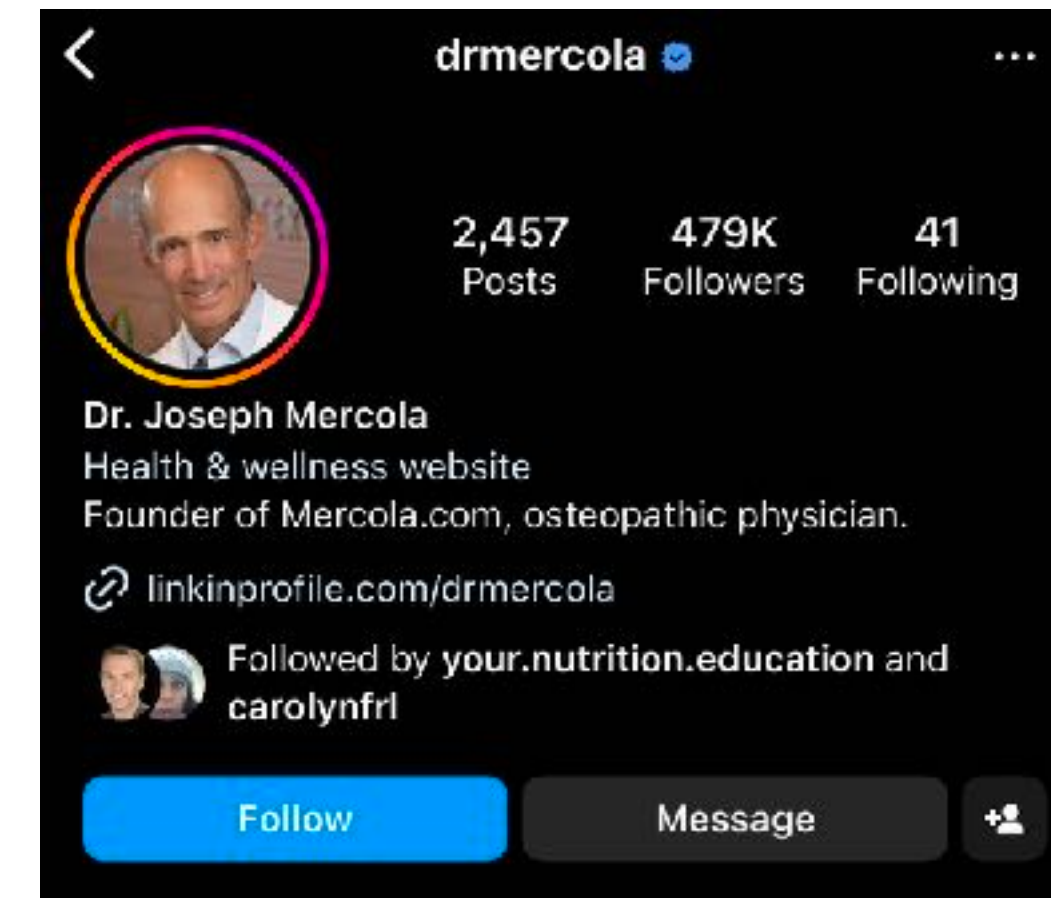 drmercola
2,457 479K 41
Posts Followers Following
Dr. Joseph Mercola
Health & wellness website
Founder of Mercola.com, osteopathic physician.
linkinprofile.com/drmercola
Followed by your.nutrition.education and
carolynfrl
Follow Message